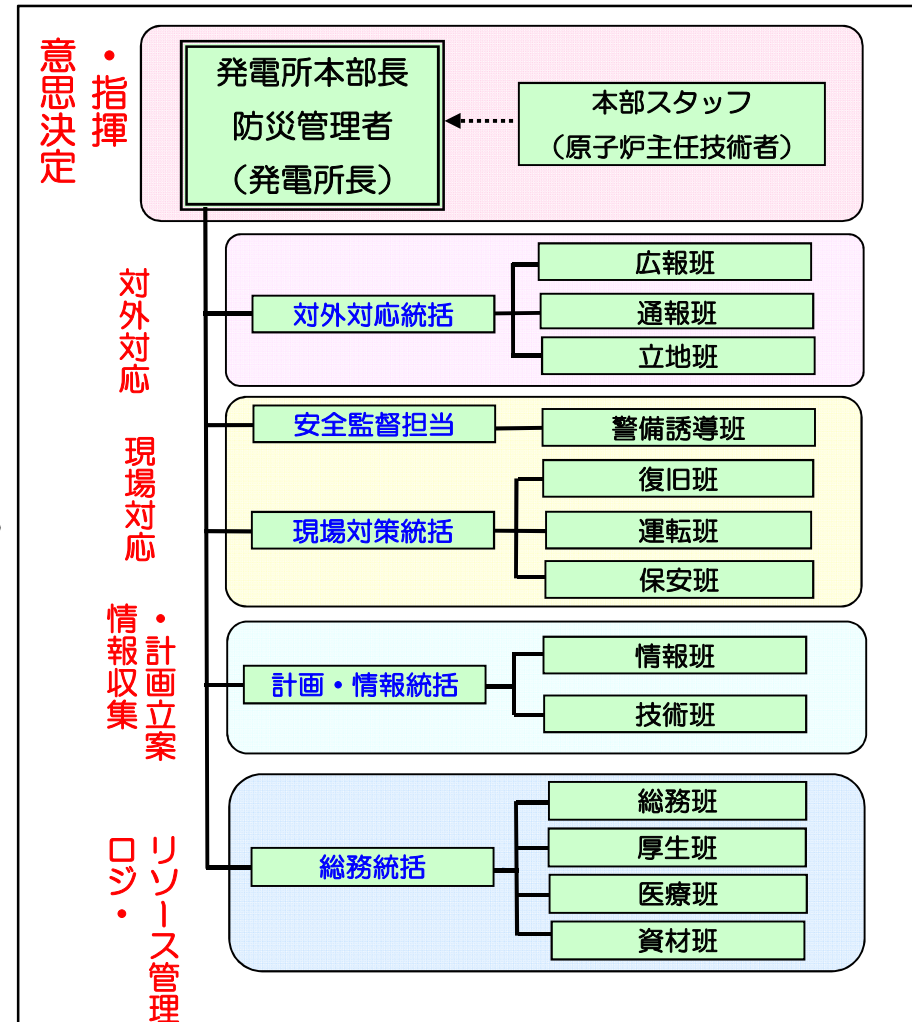 意思決定
・指揮
発電所本部長
防災管理者
（発電所長）
本部スタッフ
（原子炉主任技術者）
対外対応
対外対応統括
広報班
通報班
立地班
現場対応
安全監督担当
警備誘導班
現場対策統括
復旧班
運転班
保安班
情報収集
・計画立案
計画・情報統括
情報班
技術班
ロジ・
リソース管理
総務統括
総務班
厚生班
医療班
資材班